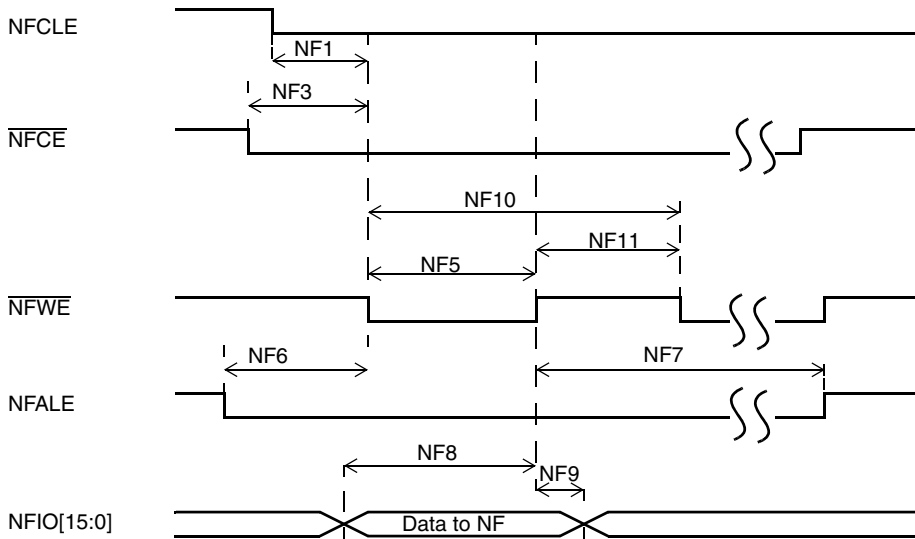 NFCLE
NF1
NF3
NFCE
NF10
NF11
NF5
NFWE
NF6
NF7
NFALE
NF8
NF9
NFIO[15:0]
Data to NF